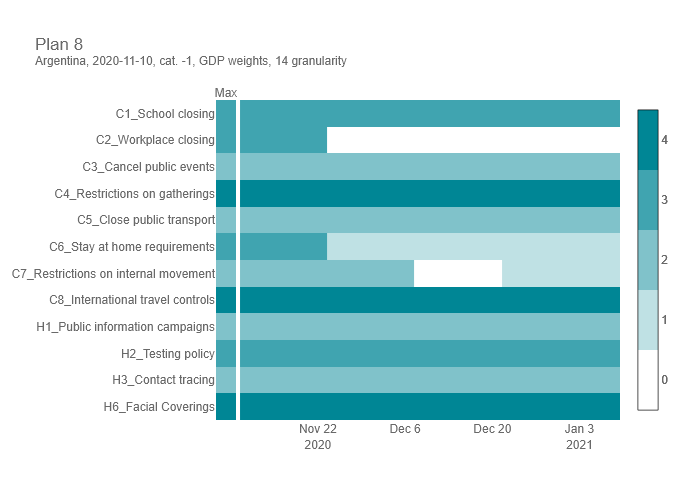 Plan 8
Argentina, 2020-11-10, cat. -1, GDP weights, 14 granularity
Max
C1_School closing
C2_Workplace closing
C3_Cancel public events
C4_Restrictions on gatherings
C5_Close public transport
C6_Stay at home requirements
C7_Restrictions on internal movement
C8_International travel controls
H1_Public information campaigns
H2_Testing policy
H3_Contact tracing
H6_Facial Coverings
Nov 22 Dec 6 Dec 20 Jan 3
2020 2021
4
3
2
1
0